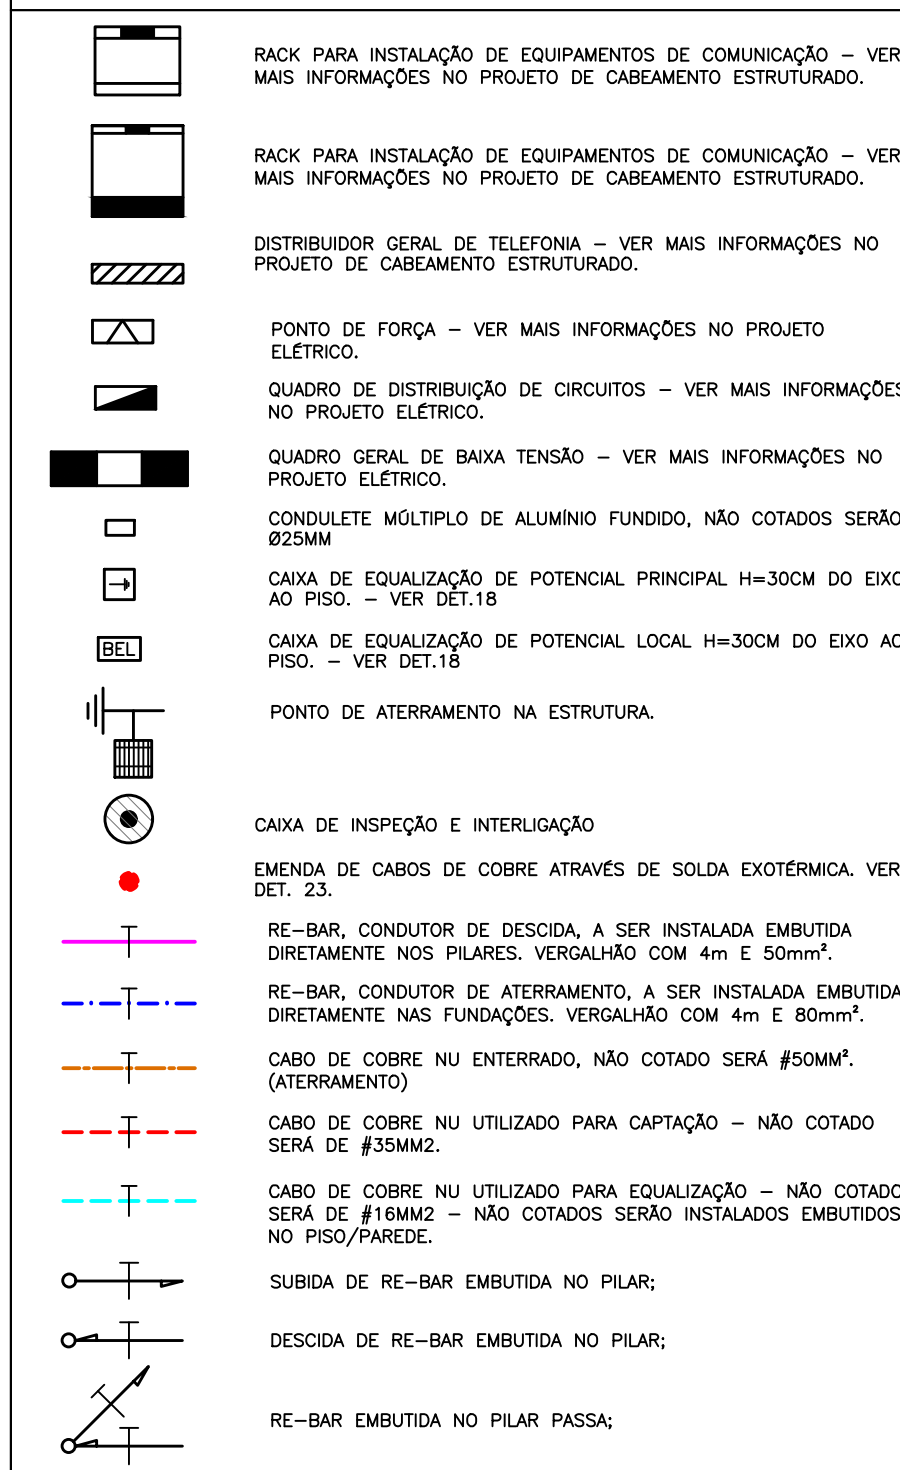 RACK PARA INSTALAÇÃO DE EQUIPAMENTOS DE COMUNICAÇÃO – VER
MAIS INFORMAÇÕES NO PROJETO DE CABEAMENTO ESTRUTURADO.
RACK PARA INSTALAÇÃO DE EQUIPAMENTOS DE COMUNICAÇÃO – VER
MAIS INFORMAÇÕES NO PROJETO DE CABEAMENTO ESTRUTURADO.
DISTRIBUIDOR GERAL DE TELEFONIA – VER MAIS INFORMAÇÕES NO
PROJETO DE CABEAMENTO ESTRUTURADO.
PONTO DE FORÇA – VER MAIS INFORMAÇÕES NO PROJETO
ELÉTRICO.
QUADRO DE DISTRIBUIÇÃO DE CIRCUITOS – VER MAIS INFORMAÇÕES
NO PROJETO ELÉTRICO.
QUADRO GERAL DE BAIXA TENSÃO – VER MAIS INFORMAÇÕES NO
PROJETO ELÉTRICO.
CONDULETE MÚLTIPLO DE ALUMÍNIO FUNDIDO, NÃO COTADOS SERÃO
Ø25MM
CAIXA DE EQUALIZAÇÃO DE POTENCIAL PRINCIPAL H=30CM DO EIXO
AO PISO. – VER DET.18
BEL CAIXA DE EQUALIZAÇÃO DE POTENCIAL LOCAL H=30CM DO EIXO AO
PISO. – VER DET.18
PONTO DE ATERRAMENTO NA ESTRUTURA.
CAIXA DE INSPEÇÃO E INTERLIGAÇÃO
EMENDA DE CABOS DE COBRE ATRAVÉS DE SOLDA EXOTÉRMICA. VER
DET. 23.
RE–BAR, CONDUTOR DE DESCIDA, A SER INSTALADA EMBUTIDA
DIRETAMENTE NOS PILARES. VERGALHÃO COM 4m E 50mm².
RE–BAR, CONDUTOR DE ATERRAMENTO, A SER INSTALADA EMBUTIDA
DIRETAMENTE NAS FUNDAÇÕES. VERGALHÃO COM 4m E 80mm².
CABO DE COBRE NU ENTERRADO, NÃO COTADO SERÁ #50MM².
(ATERRAMENTO)
CABO DE COBRE NU UTILIZADO PARA CAPTAÇÃO – NÃO COTADO
SERÁ DE #35MM2.
CABO DE COBRE NU UTILIZADO PARA EQUALIZAÇÃO – NÃO COTADO
SERÁ DE #16MM2 – NÃO COTADOS SERÃO INSTALADOS EMBUTIDOS
NO PISO/PAREDE.
SUBIDA DE RE–BAR EMBUTIDA NO PILAR;
DESCIDA DE RE–BAR EMBUTIDA NO PILAR;
RE–BAR EMBUTIDA NO PILAR PASSA;